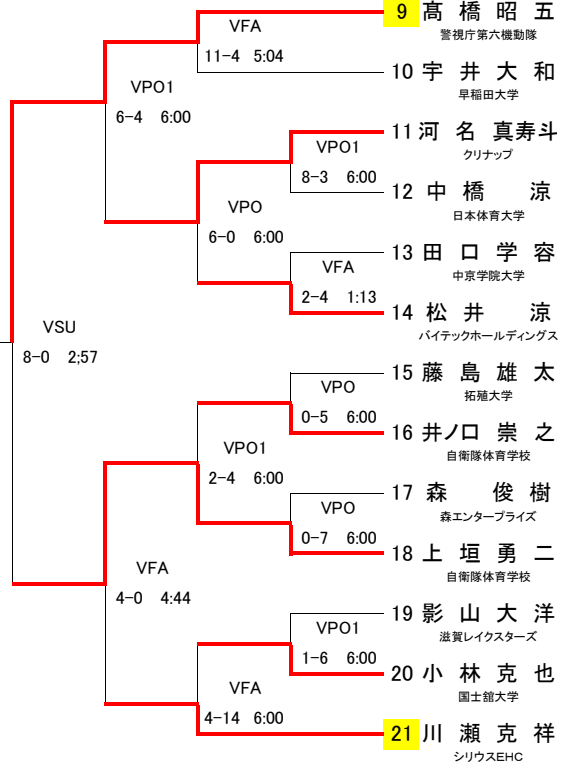 9 髙橋昭五
警視庁第六機動隊
VFA
11-4 5:04
10 宇井大和
早稲田大学
VPO1
6-4 6:00
11 河名真寿斗
クリナップ
VPO1
8-3 6:00
12 中橋 涼
日本体育大学
VPO
6-0 6:00
13 田口学容
中京学院大学
VFA
2-4 1:13
14 松井 涼
バイテックホールディングス
VSU
8-0 2;57
15 藤島雄太
拓殖大学
VPO
0-5 6:00
16 井ノ口崇之
自衛隊体育学校
VPO1
2-4 6:00
17 森 俊樹
森エンタープライズ
VPO
0-7 6:00
18 上垣勇二
自衛隊体育学校
VFA
4-0 4:44
19 影山大洋
滋賀レイクスターズ
VPO1
1-6 6:00
20 小林克也
国士舘大学
VFA
4-14 6:00
21 川瀬克祥
シリウスEHC